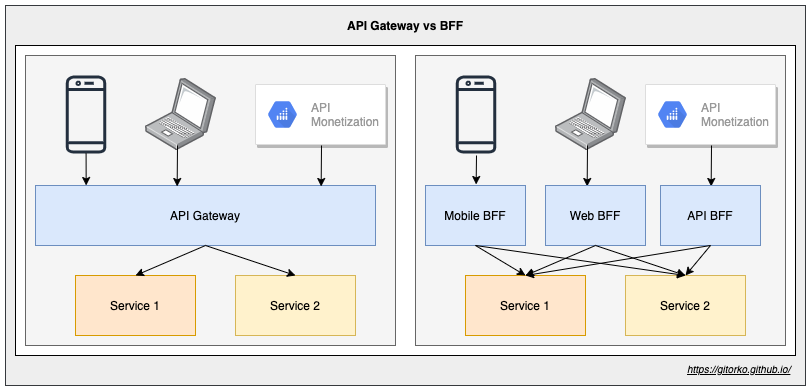 API Gateway vs BFF
API
Monetization
API Gateway
Service 1
Service 2
API
Monetization
Mobile BFF
Web BFF
API BFF
Service 1
Service 2
https://gitorko.github.io/